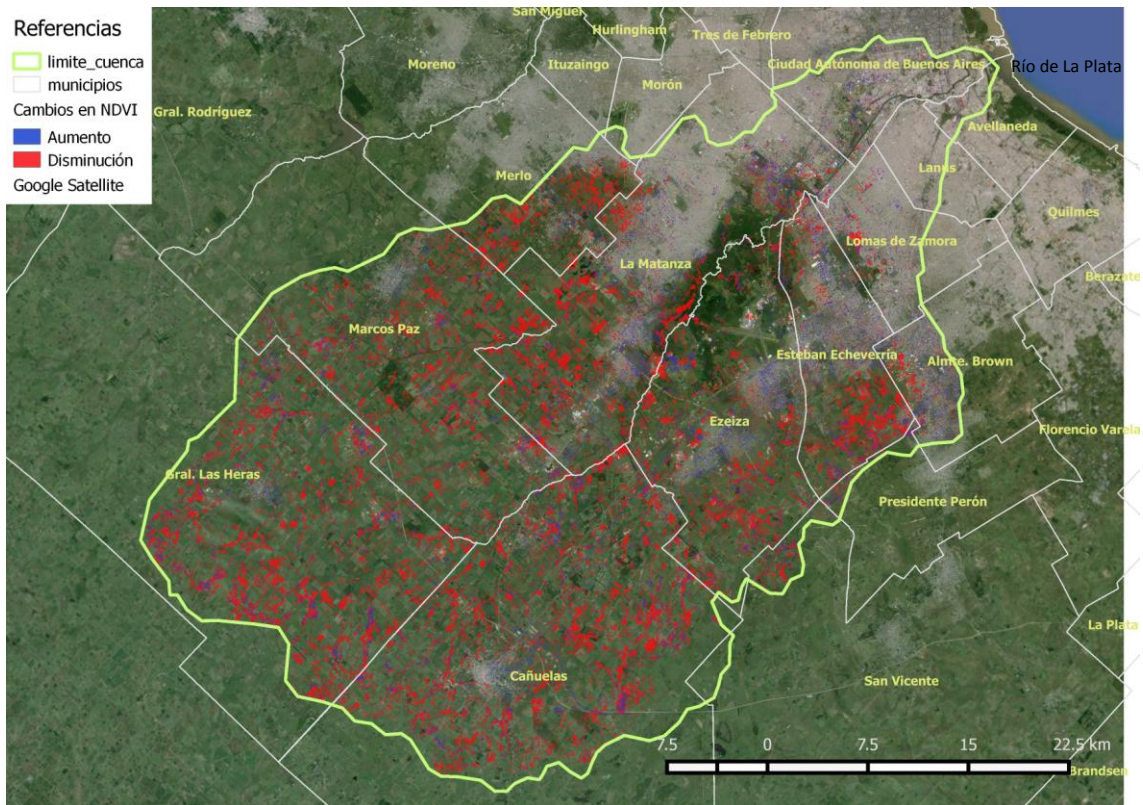 Referencias
limite_cuenca
municipios
Cambios en NDVI
Aumento
Disminución
Google Satellite
San Miguel
Hurlingham
Tres de Febrero
Moreno
Ituzaingo
Ciudad Autónoma de Buenos Aires
Río de La Plata
Morón
Gral. Rodríguez
Avellaneda
Merlo
Lanús
Quilmes
Lomas de Zamora
La Matanza
Berazate
Marcos Paz
Esteban Echeverría
Almte. Brown
Ezeiza
Florencio Varela
Gral. Las Heras
Presidente Perón
La Plata
Cañuelas
San Vicente
7.5 0 7.5 15 22.5 km
Brandsen